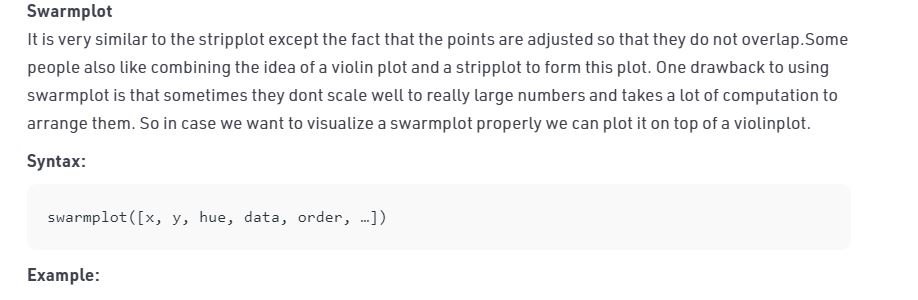 Swarmplot
It is very similar to the stripplot except the fact that the points are adjusted so that they do not overlap.Some
people also like combining the idea of a violin plot and a stripplot to form this plot. One drawback to using
swarmplot is that sometimes they dont scale well to really large numbers and takes a lot of computation to
arrange them. So in case we want to visualize a swarmplot properly we can plot it on top of a violinplot.
Syntax:
swarmplot([x, y, hue, data, order, …])
Example: